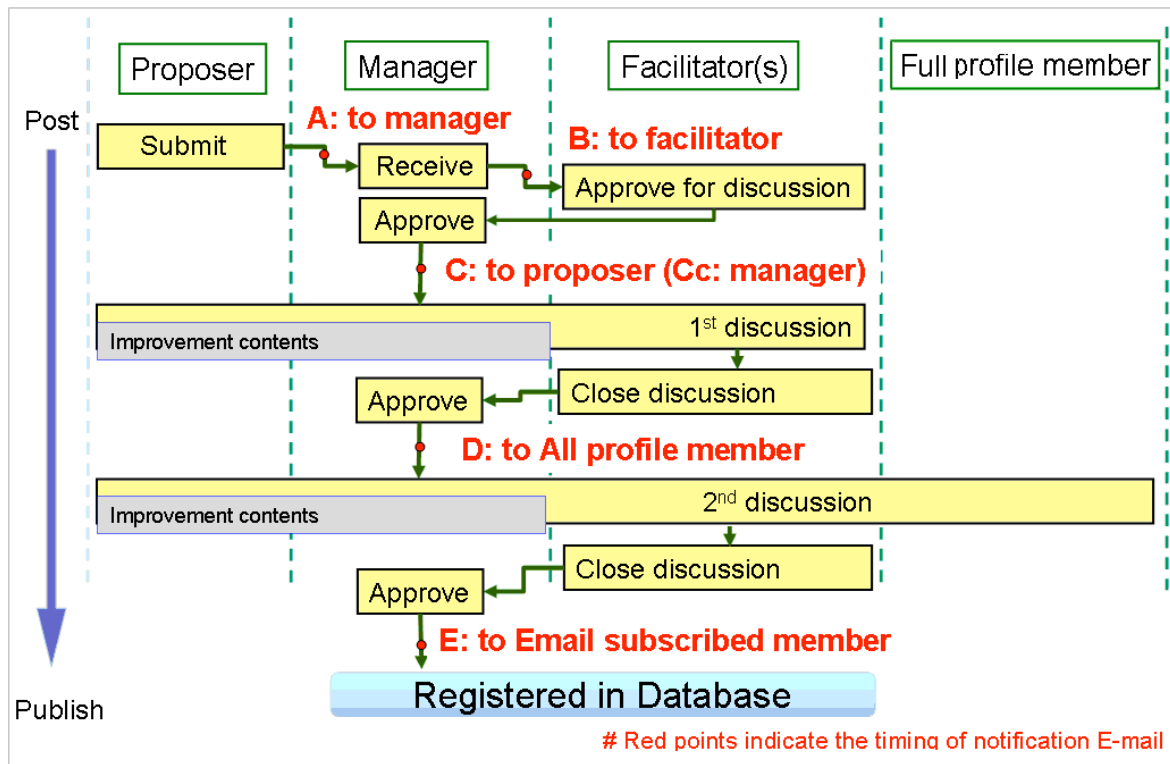 Proposer
Manager
Facilitator(s)
Full profile member
Post
A: to manager
Submit
B: to facilitator
Receive
Approve for discussion
Approve
C: to proposer (Cc: manager)
1st discussion
Improvement contents
Approve
Close discussion
D: to All profile member
2nd discussion
Improvement contents
Close discussion
Approve
E: to Email subscribed member
Registered in Database
Publish
# Red points indicate the timing of notification E-mail